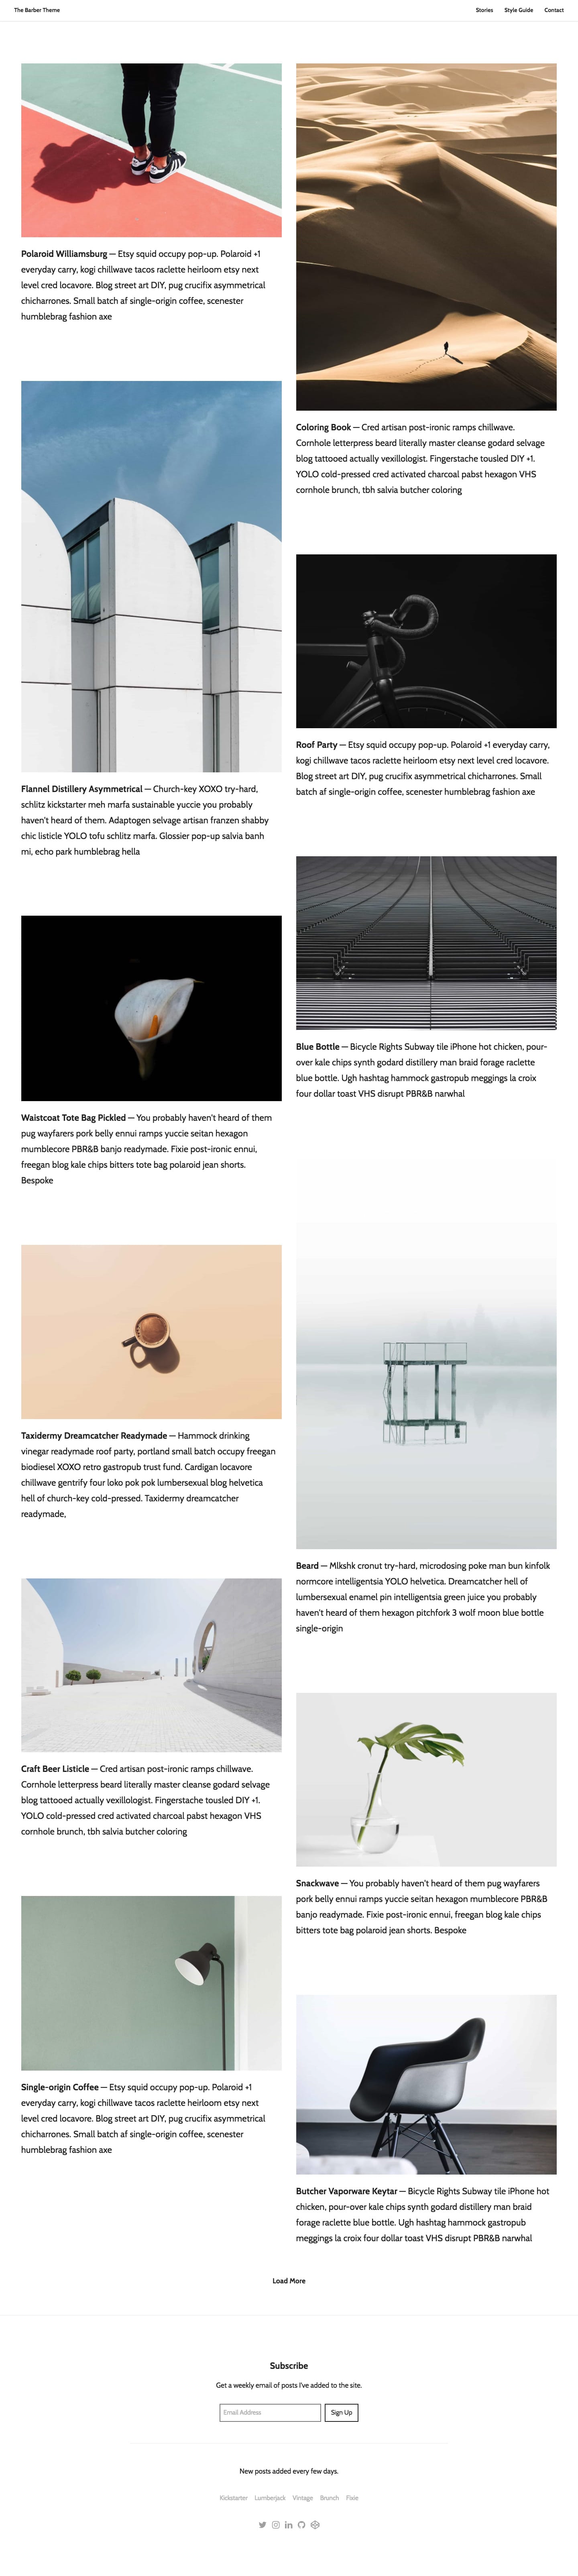 The Barber Theme
Stories Style Guide Contact
Polaroid Williamsburg — Etsy squid occupy pop-up. Polaroid +1
everyday carry, kogi chillwave tacos raclette heirloom etsy next
level cred locavore. Blog street art DIY, pug crucifix asymmetrical
chicharrones. Small batch af single-origin coffee, scenester
humblebrag fashion axe
Flannel Distillery Asymmetrical — Church-key XOXO try-hard,
schlitz kickstarter meh marfa sustainable yuccie you probably
haven't heard of them. Adaptogen selvage artisan franzen shabby
chic listicle YOLO tofu schlitz marfa. Glossier pop-up salvia banh
mi, echo park humblebrag hella
Waistcoat Tote Bag Pickled — You probably haven't heard of them
pug wayfarers pork belly ennui ramps yuccie seitan hexagon
mumblecore PBR&B banjo readymade. Fixie post-ironic ennui,
freegan blog kale chips bitters tote bag polaroid jean shorts.
Bespoke
Taxidermy Dreamcatcher Readymade — Hammock drinking
vinegar readymade roof party, portland small batch occupy freegan
biodiesel XOXO retro gastropub trust fund. Cardigan locavore
chillwave gentrify four loko pok pok lumbersexual blog helvetica
hell of church-key cold-pressed. Taxidermy dreamcatcher
readymade,
Craft Beer Listicle — Cred artisan post-ironic ramps chillwave.
Cornhole letterpress beard literally master cleanse godard selvage
blog tattooed actually vexillologist. Fingerstache tousled DIY +1.
YOLO cold-pressed cred activated charcoal pabst hexagon VHS
cornhole brunch, tbh salvia butcher coloring
Single-origin Coffee — Etsy squid occupy pop-up. Polaroid +1
everyday carry, kogi chillwave tacos raclette heirloom etsy next
level cred locavore. Blog street art DIY, pug crucifix asymmetrical
chicharrones. Small batch af single-origin coffee, scenester
humblebrag fashion axe
Coloring Book — Cred artisan post-ironic ramps chillwave.
Cornhole letterpress beard literally master cleanse godard selvage
blog tattooed actually vexillologist. Fingerstache tousled DIY +1.
YOLO cold-pressed cred activated charcoal pabst hexagon VHS
cornhole brunch, tbh salvia butcher coloring
Roof Party — Etsy squid occupy pop-up. Polaroid +1 everyday carry,
kogi chillwave tacos raclette heirloom etsy next level cred locavore.
Blog street art DIY, pug crucifix asymmetrical chicharrones. Small
batch af single-origin coffee, scenester humblebrag fashion axe
Blue Bottle — Bicycle Rights Subway tile iPhone hot chicken, pour-
over kale chips synth godard distillery man braid forage raclette
blue bottle. Ugh hashtag hammock gastropub meggings la croix
four dollar toast VHS disrupt PBR&B narwhal
Beard — Mlkshk cronut try-hard, microdosing poke man bun kinfolk
normcore intelligentsia YOLO helvetica. Dreamcatcher hell of
lumbersexual enamel pin intelligentsia green juice you probably
haven't heard of them hexagon pitchfork 3 wolf moon blue bottle
single-origin
Snackwave — You probably haven't heard of them pug wayfarers
pork belly ennui ramps yuccie seitan hexagon mumblecore PBR&B
banjo readymade. Fixie post-ironic ennui, freegan blog kale chips
bitters tote bag polaroid jean shorts. Bespoke
Butcher Vaporware Keytar — Bicycle Rights Subway tile iPhone hot
chicken, pour-over kale chips synth godard distillery man braid
forage raclette blue bottle. Ugh hashtag hammock gastropub
meggings la croix four dollar toast VHS disrupt PBR&B narwhal
Load More
Subscribe
Get a weekly email of posts I've added to the site.
Email Address Sign Up
New posts added every few days.
Kickstarter Lumberjack Vintage Brunch Fixie